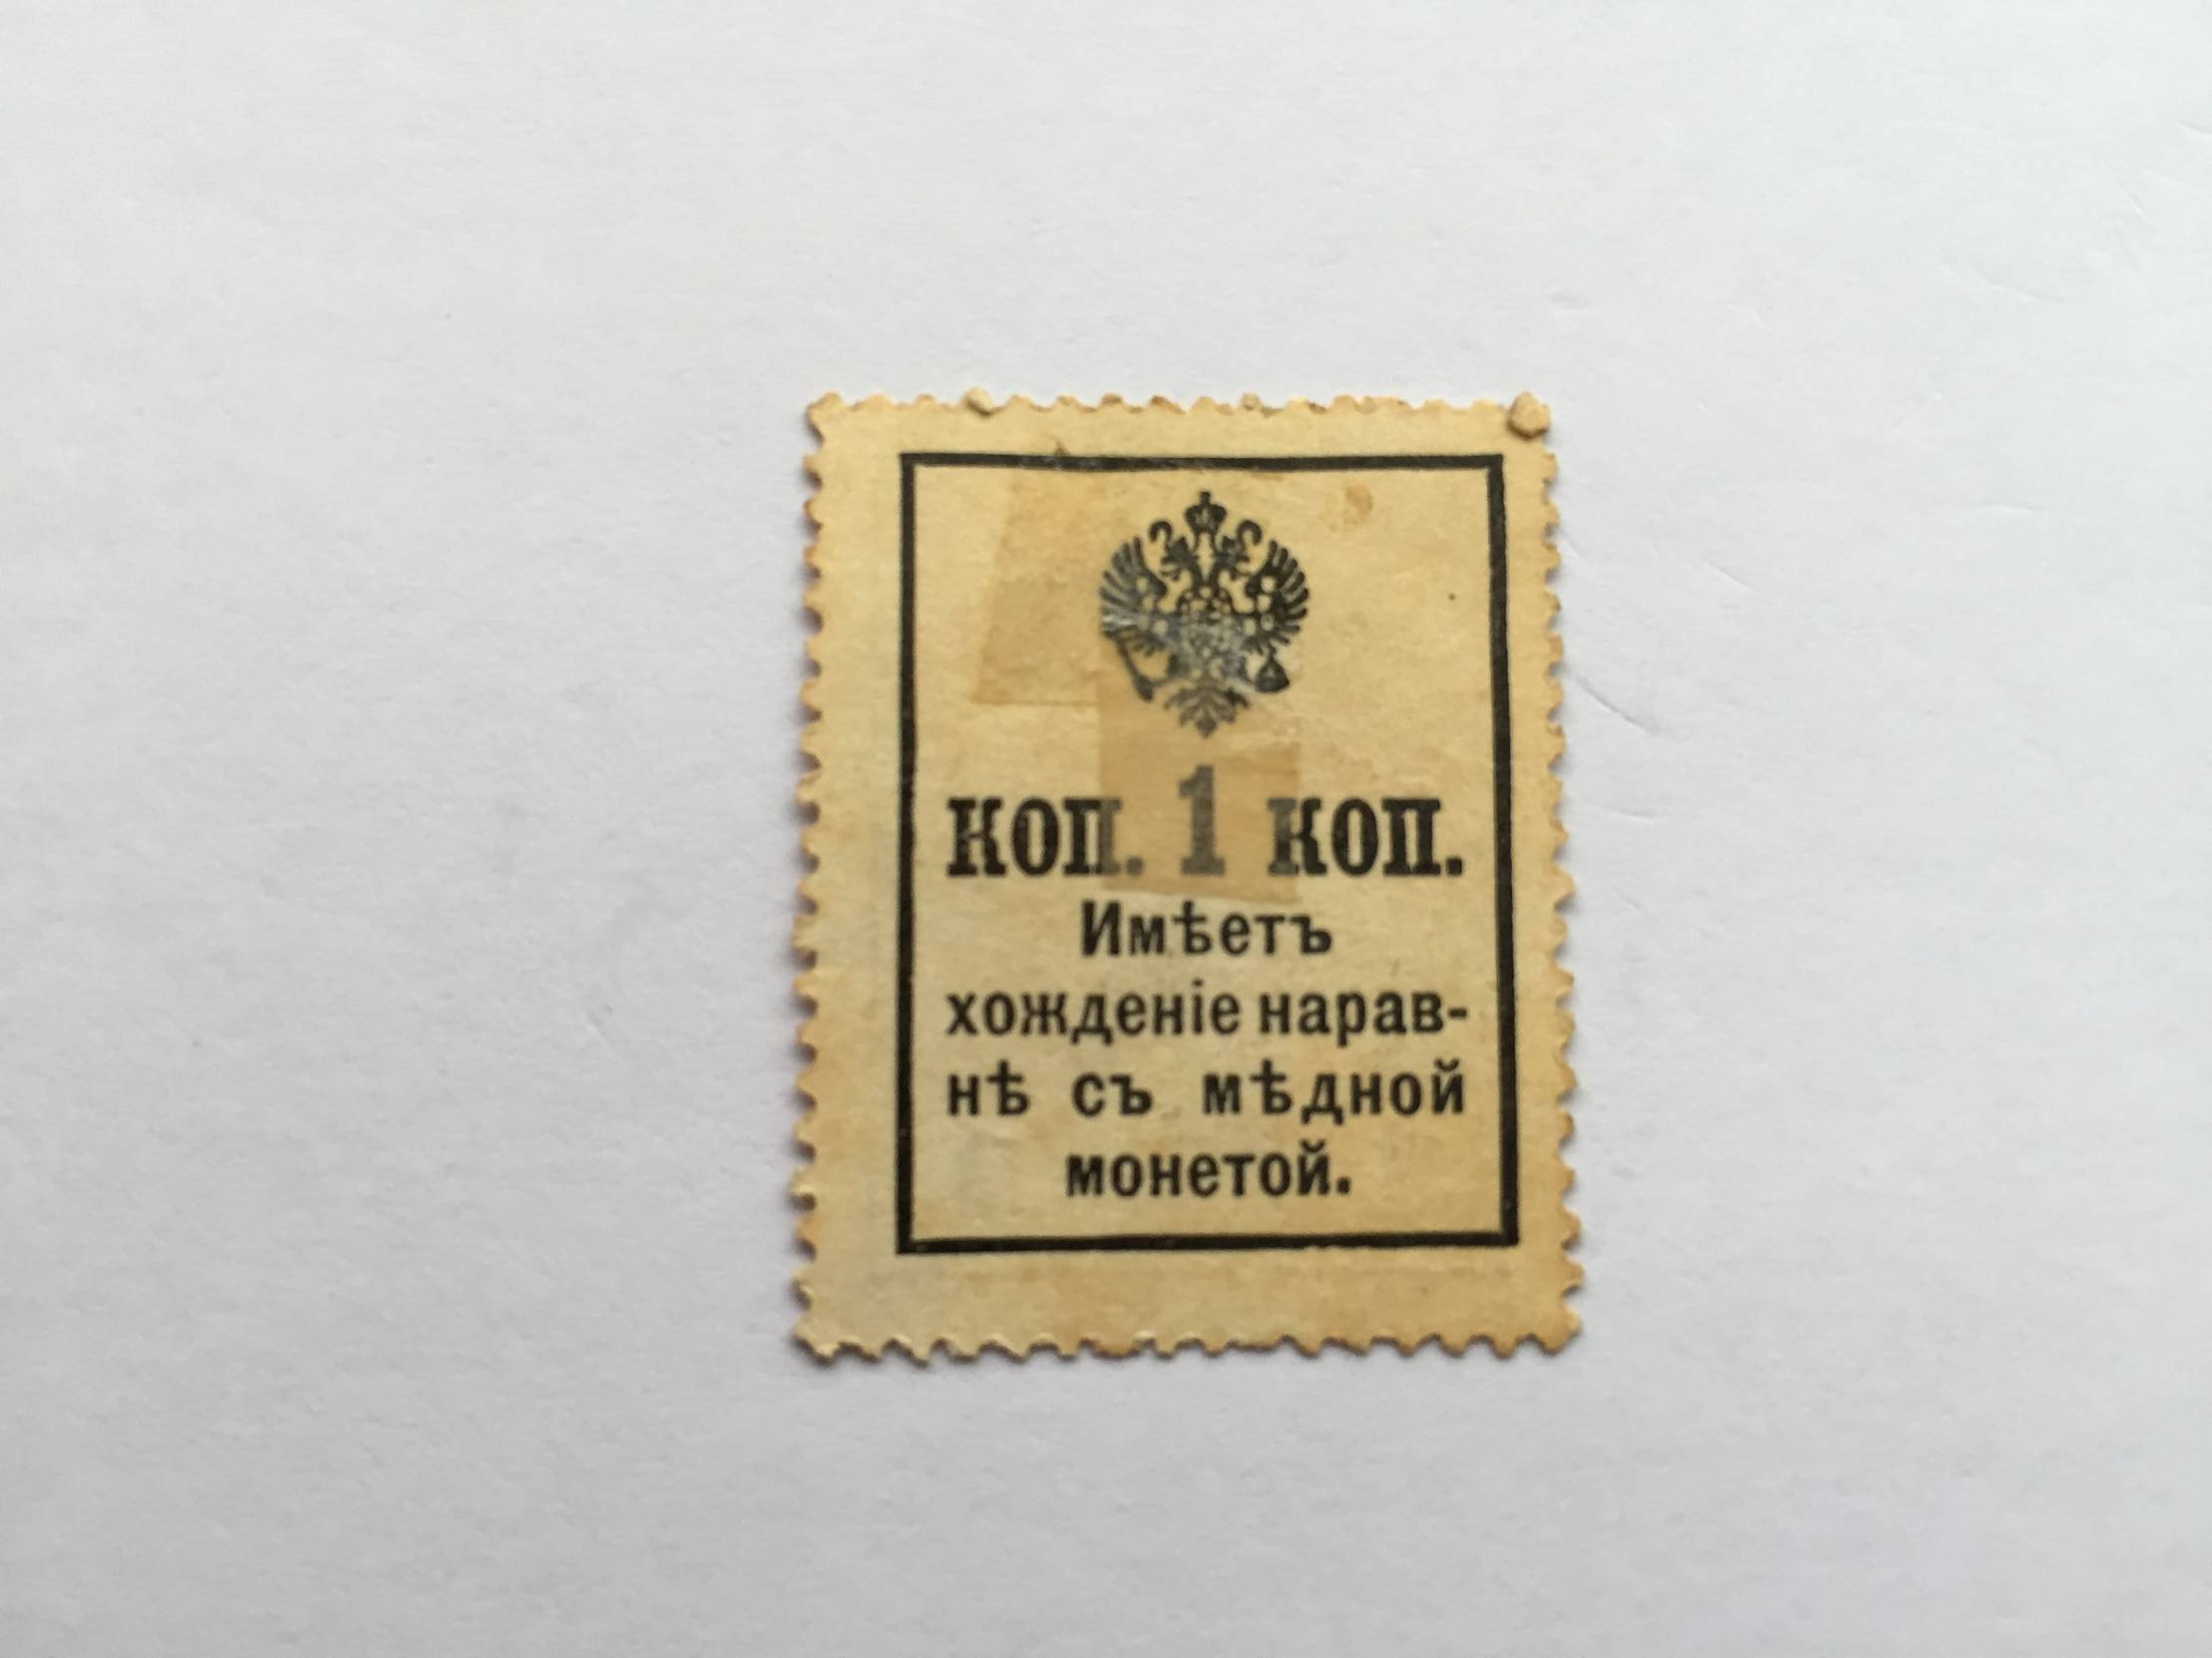 КОП. 1 КОП.
Имѣетъ
хожденіе нарав-
нѣ съ мѣдной
монетой.